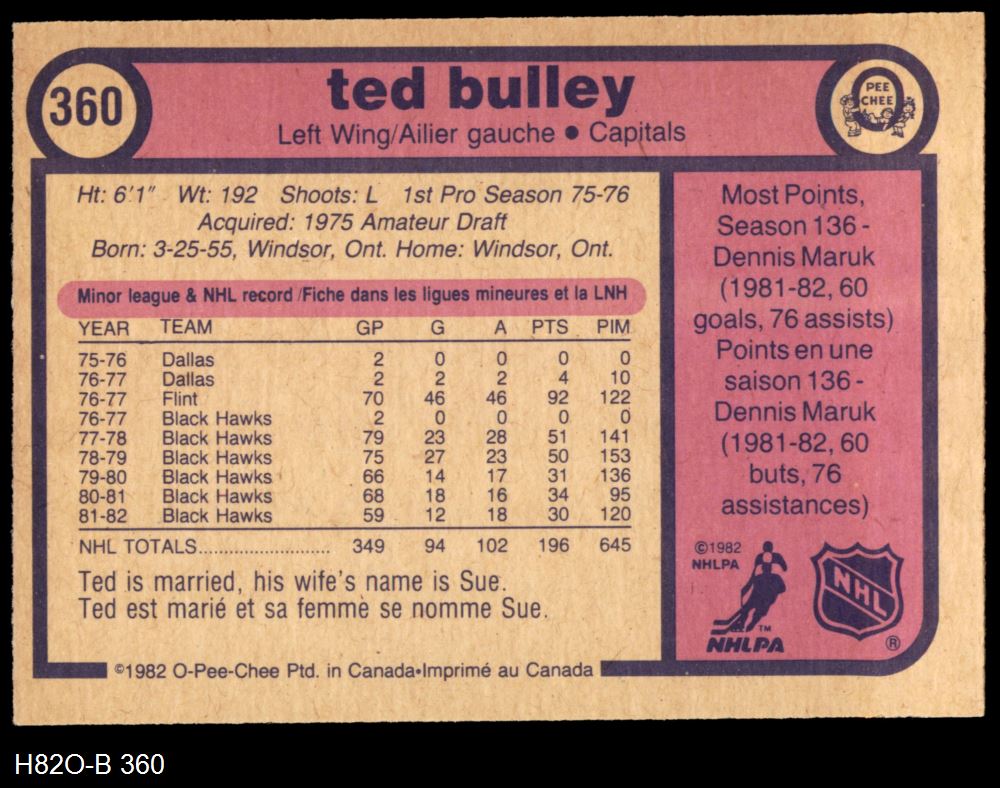 360
ted bulley
Left Wing/Ailier gauche • Capitals
PEE
CHEE
Ht: 6'1" Wt: 192 Shoots: L 1st Pro Season 75-76
Acquired: 1975 Amateur Draft
Born: 3-25-55, Windsor, Ont. Home: Windsor, Ont.
Minor league & NHL record /Fiche dans les ligues mineures et la LNH
YEAR TEAM GP G A PTS PIM
75-76 Dallas 2 0 0 0 0
76-77 Dallas 2 2 2 4 10
76-77 Flint 70 46 46 92 122
76-77 Black Hawks 2 0 0 0 0
77-78 Black Hawks 79 23 28 51 141
78-79 Black Hawks 75 27 23 50 153
79-80 Black Hawks 66 14 17 31 136
80-81 Black Hawks 68 18 16 34 95
81-82 Black Hawks 59 12 18 30 120
NHL TOTALS............................ 349 94 102 196 645
Ted is married, his wife's name is Sue.
Ted est marié et sa femme se nomme Sue.
©1982 O-Pee-Chee Ptd. in Canada•Imprimé au Canada
Most Points,
Season 136 -
Dennis Maruk
(1981-82, 60
goals, 76 assists)
Points en une
saison 136 -
Dennis Maruk
(1981-82, 60
buts, 76
assistances)
©1982
NHLPA
TM
NHLPA
NHL
®
H82O-B 360